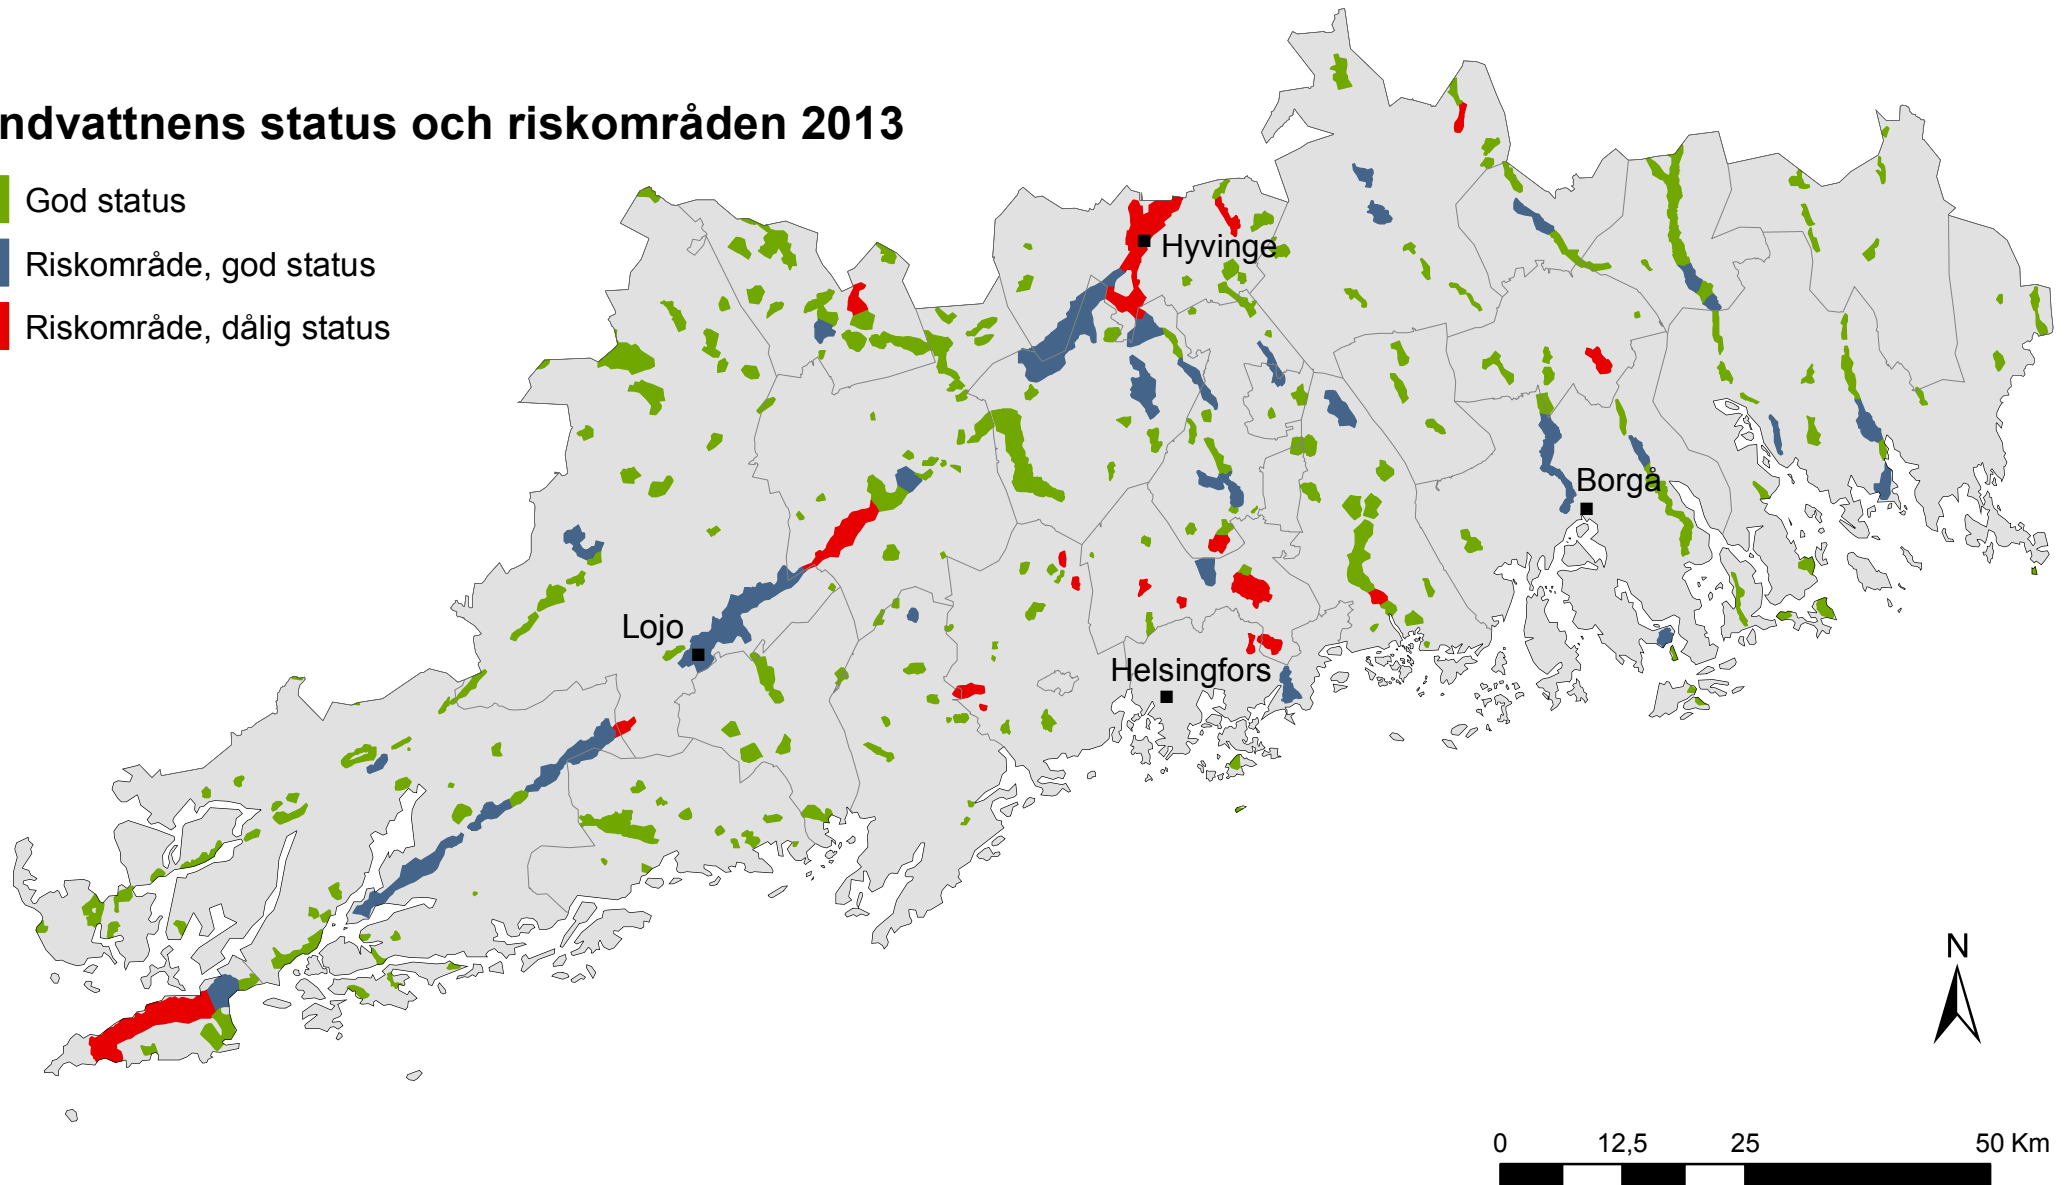 ndvattnens status och riskområden 2013
God status
Riskområde, god status
Riskområde, dålig status
Hyvinge
Borgå
Lojo
Helsingfors
N
0 12,5 25 50 Km